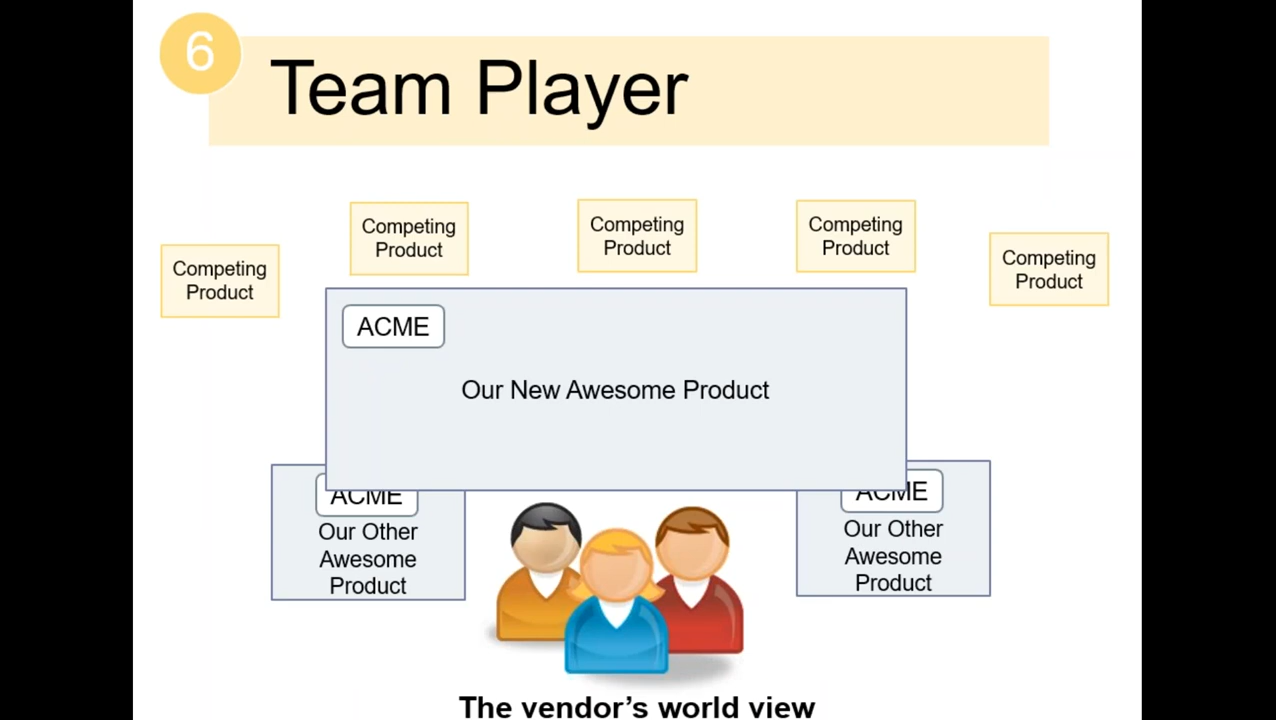 6
Team Player
Competing
Product
Competing
Product
Competing
Product
Competing
Product
Competing
Product
ACME
Our New Awesome Product
ACME
Our Other
Awesome
Product
ACME
Our Other
Awesome
Product
The vendor's world view